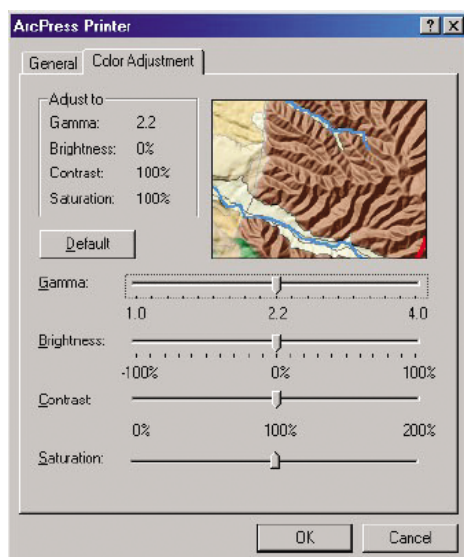 ArcPress Printer
General
Color Adjustment
Adjust to
Gamma: 2.2
Brightness: 0%
Contrast: 100%
Saturation: 100%
Default
Gamma:
1.0 2.2 4.0
Brightness:
-100% 0% 100%
Contrast
0% 100% 200%
Saturation:
OK
Cancel